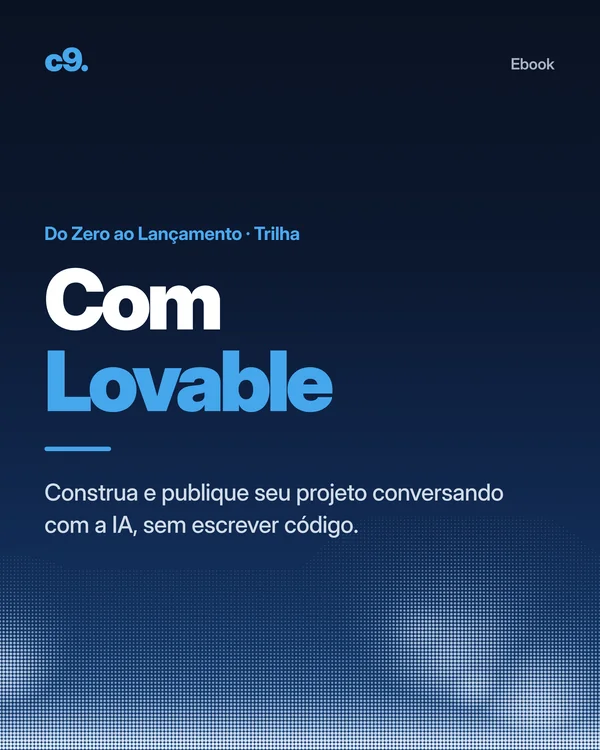 c9.
Ebook
Do Zero ao Lançamento · Trilha
Com
Lovable
Construa e publique seu projeto conversando
com a IA, sem escrever código.